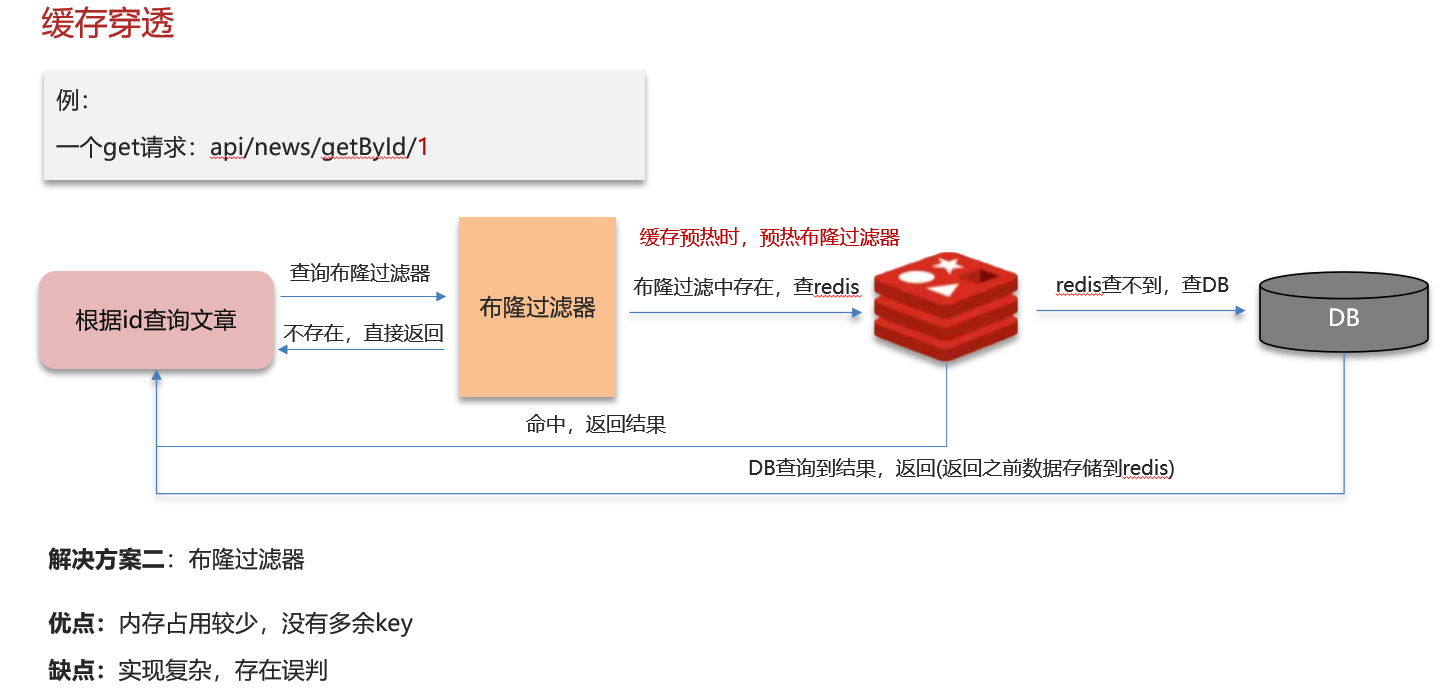 缓存穿透
例：
一个get请求：api/news/getById/1
缓存预热时，预热布隆过滤器
查询布隆过滤器
布隆过滤中存在，查redis
redis查不到，查DB
根据id查询文章
布隆过滤器
DB
不存在，直接返回
命中，返回结果
DB查询到结果，返回(返回之前数据存储到redis)
解决方案二：布隆过滤器
优点：内存占用较少，没有多余key
缺点：实现复杂，存在误判